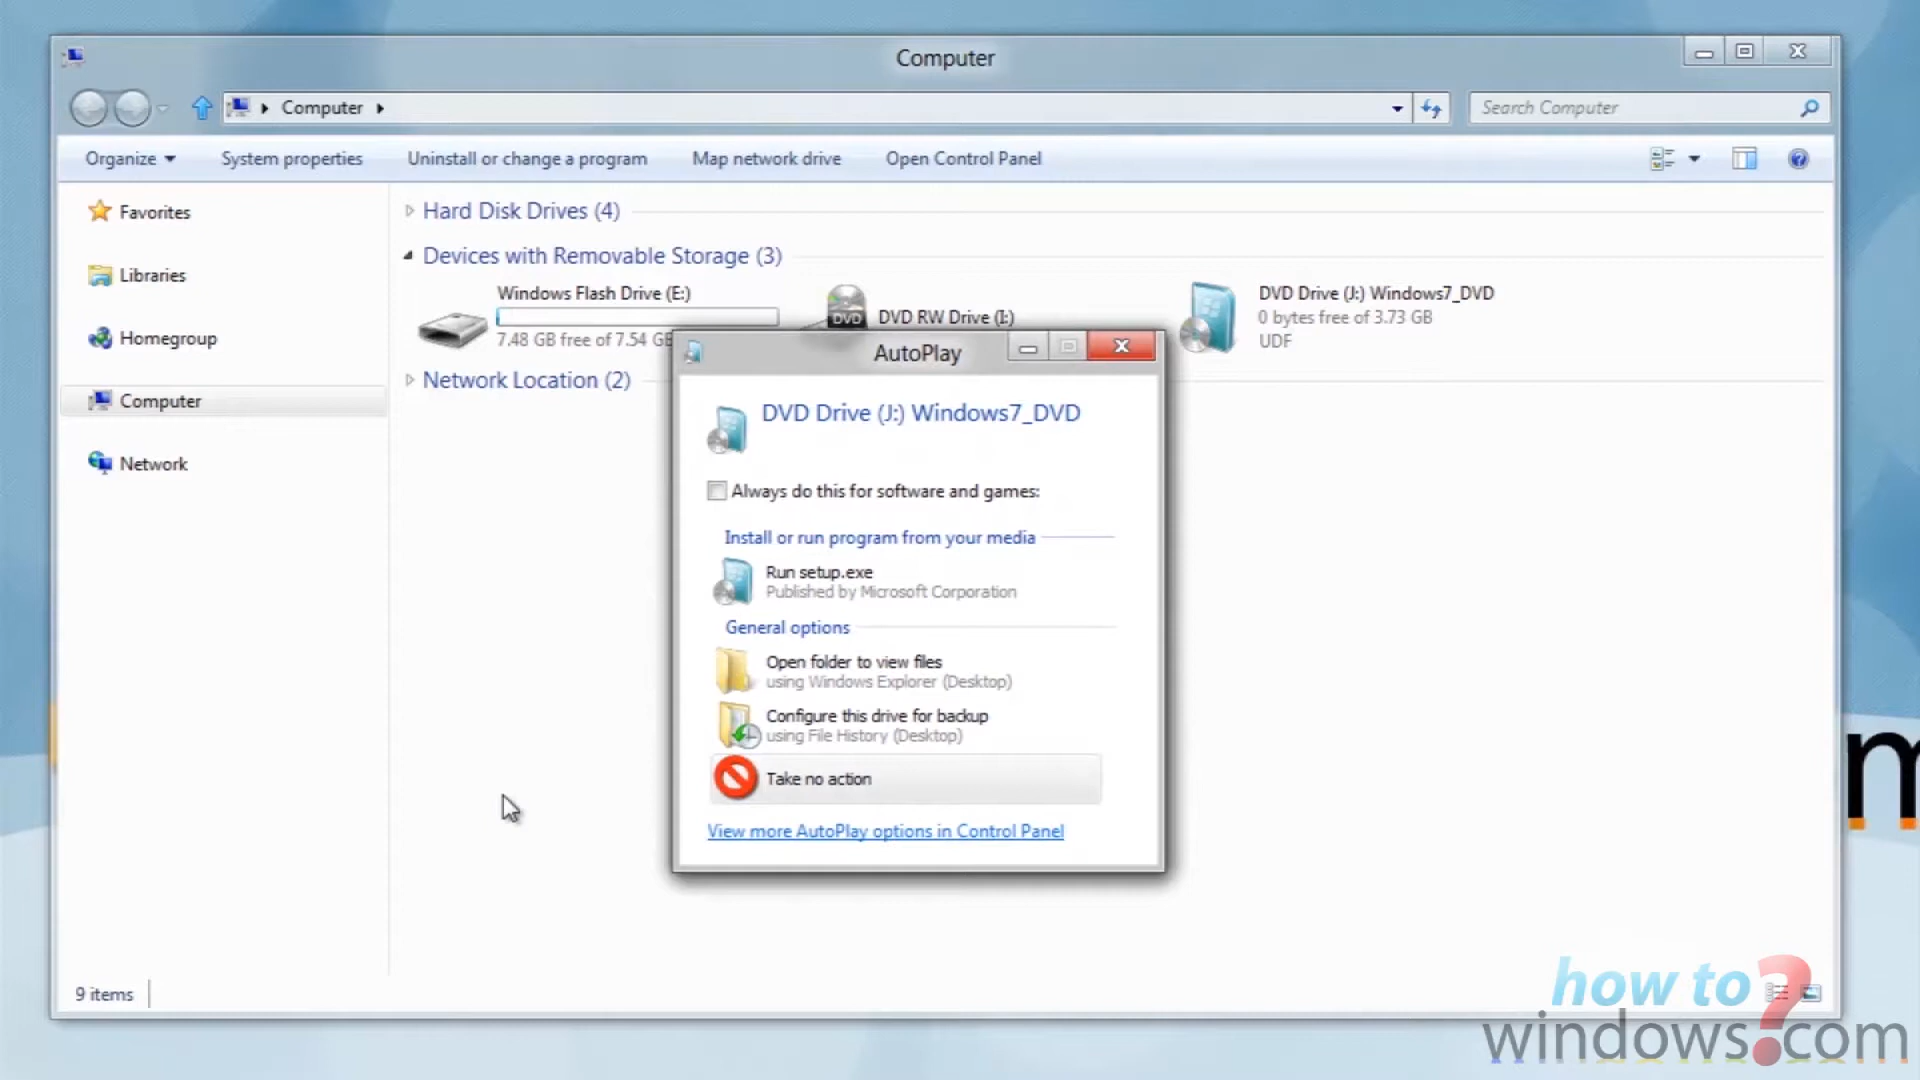 Computer
Computer
Search Computer
Organize
System properties
Uninstall or change a program
Map network drive
Open Control Panel
Favorites
Libraries
Homegroup
Computer
Network
Hard Disk Drives (4)
Devices with Removable Storage (3)
Windows Flash Drive (E:)
7.48 GB free of 7.54 GB
DVD RW Drive (I:)
DVD
DVD Drive (J:) Windows7_DVD
0 bytes free of 3.73 GB
UDF
Network Location (2)
AutoPlay
DVD Drive (J:) Windows7_DVD
Always do this for software and games:
Install or run program from your media
Run setup.exe
Published by Microsoft Corporation
General options
Open folder to view files
using Windows Explorer (Desktop)
Configure this drive for backup
using File History (Desktop)
Take no action
View more AutoPlay options in Control Panel
9 items
m
how to?
windows.com